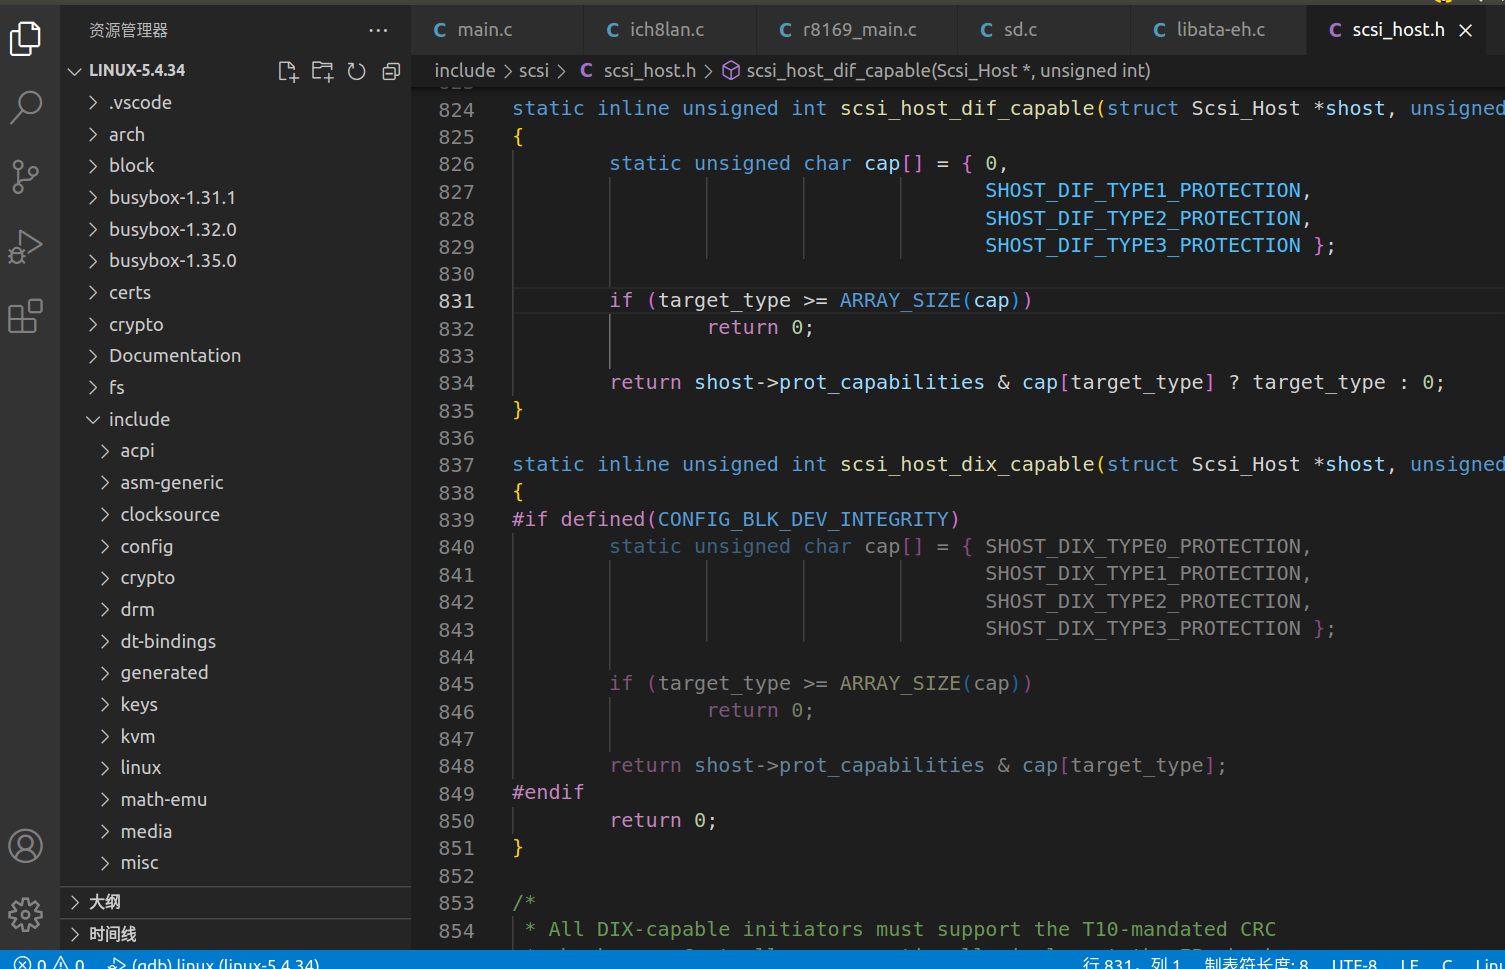 资源管理器
LINUX-5.4.34
.vscode
arch
block
busybox-1.31.1
busybox-1.32.0
busybox-1.35.0
certs
crypto
Documentation
fs
include
acpi
asm-generic
clocksource
config
crypto
drm
dt-bindings
generated
keys
kvm
linux
math-emu
media
misc
大纲
时间线
C main.c
C ich8lan.c
C r8169_main.c
C sd.c
C libata-eh.c
C scsi_host.h
include > scsi > C scsi_host.h > scsi_host_dif_capable(Scsi_Host *, unsigned int)
824 static inline unsigned int scsi_host_dif_capable(struct Scsi_Host *shost, unsigned
825 {
826 static unsigned char cap[] = { 0,
827 SHOST_DIF_TYPE1_PROTECTION,
828 SHOST_DIF_TYPE2_PROTECTION,
829 SHOST_DIF_TYPE3_PROTECTION };
830
831 if (target_type >= ARRAY_SIZE(cap))
832 return 0;
833
834 return shost->prot_capabilities & cap[target_type] ? target_type : 0;
835 }
836
837 static inline unsigned int scsi_host_dix_capable(struct Scsi_Host *shost, unsigned
838 {
839 #if defined(CONFIG_BLK_DEV_INTEGRITY)
840 static unsigned char cap[] = { SHOST_DIX_TYPE0_PROTECTION,
841 SHOST_DIX_TYPE1_PROTECTION,
842 SHOST_DIX_TYPE2_PROTECTION,
843 SHOST_DIX_TYPE3_PROTECTION };
844
845 if (target_type >= ARRAY_SIZE(cap))
846 return 0;
847
848 return shost->prot_capabilities & cap[target_type];
849 #endif
850 return 0;
851 }
852
853 /*
854 * All DIX-capable initiators must support the T10-mandated CRC
0 0 (gdb) linux (linux-5.4.34) 行 831，列 1 制表符长度: 8 UTF-8 LF C Linu